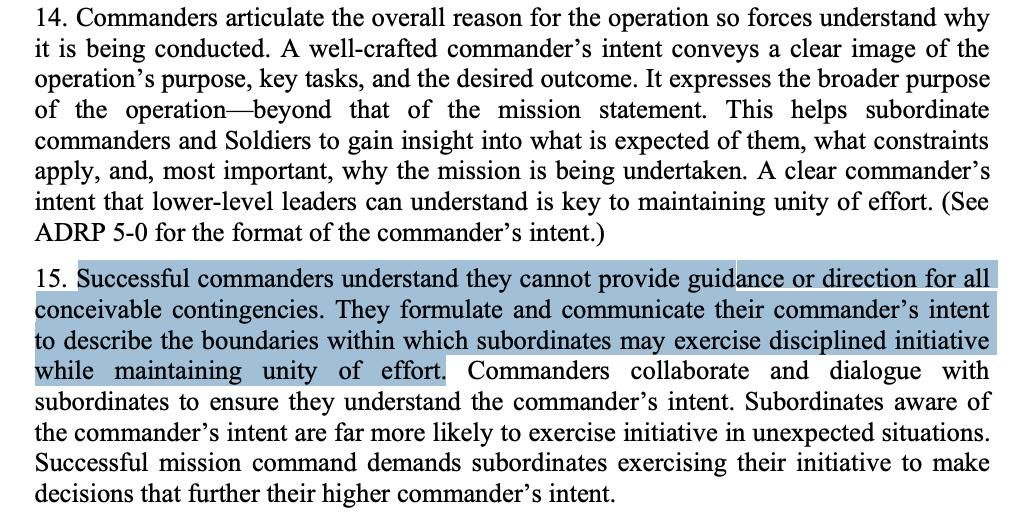 14. Commanders articulate the overall reason for the operation so forces understand why
it is being conducted. A well-crafted commander’s intent conveys a clear image of the
operation’s purpose, key tasks, and the desired outcome. It expresses the broader purpose
of the operation—beyond that of the mission statement. This helps subordinate
commanders and Soldiers to gain insight into what is expected of them, what constraints
apply, and, most important, why the mission is being undertaken. A clear commander’s
intent that lower-level leaders can understand is key to maintaining unity of effort. (See
ADRP 5-0 for the format of the commander’s intent.)
15. Successful commanders understand they cannot provide guidance or direction for all
conceivable contingencies. They formulate and communicate their commander’s intent
to describe the boundaries within which subordinates may exercise disciplined initiative
while maintaining unity of effort. Commanders collaborate and dialogue with
subordinates to ensure they understand the commander’s intent. Subordinates aware of
the commander’s intent are far more likely to exercise initiative in unexpected situations.
Successful mission command demands subordinates exercising their initiative to make
decisions that further their higher commander’s intent.